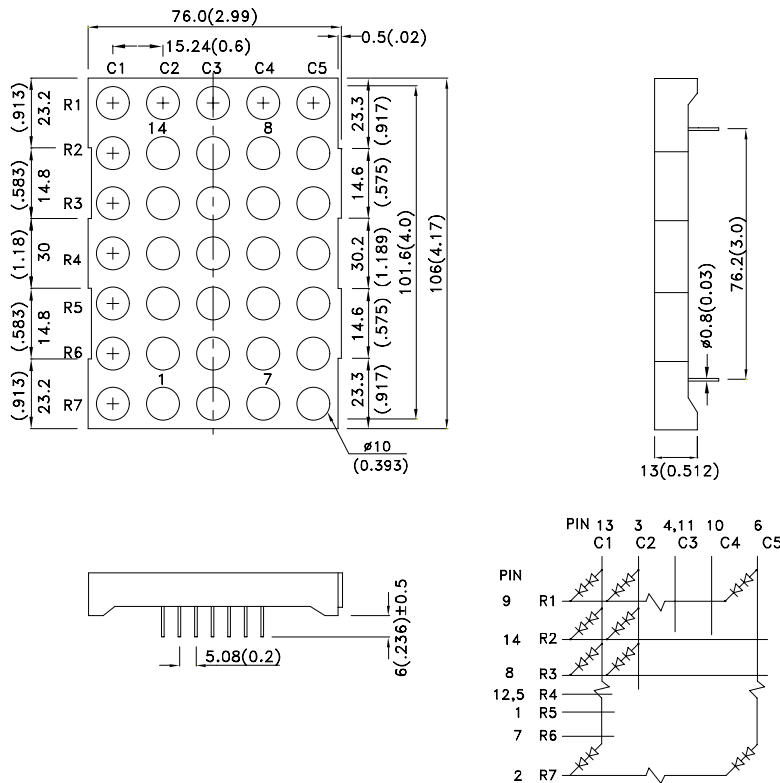 76.0(2.99)
15.24(0.6)
0.5(.02)
C1 C2 C3 C4 C5
R1
R2
R3
R4
R5
R6
R7
14 8
1 7
23.2 (.913)
14.8 (.583)
30 (1.18)
14.8 (.583)
23.2 (.913)
23.3 (.917)
14.6 (.575)
30.2 (1.189)
14.6 (.575)
23.3 (.917)
101.6(4.0)
106(4.17)
ø10
(0.393)
76.2(3.0)
ø0.8(0.03)
13(0.512)
5.08(0.2)
6(.236)±0.5
PIN 13 3 4,11 10 6
C1 C2 C3 C4 C5
PIN
9 R1
14 R2
8 R3
12,5 R4
1 R5
7 R6
2 R7